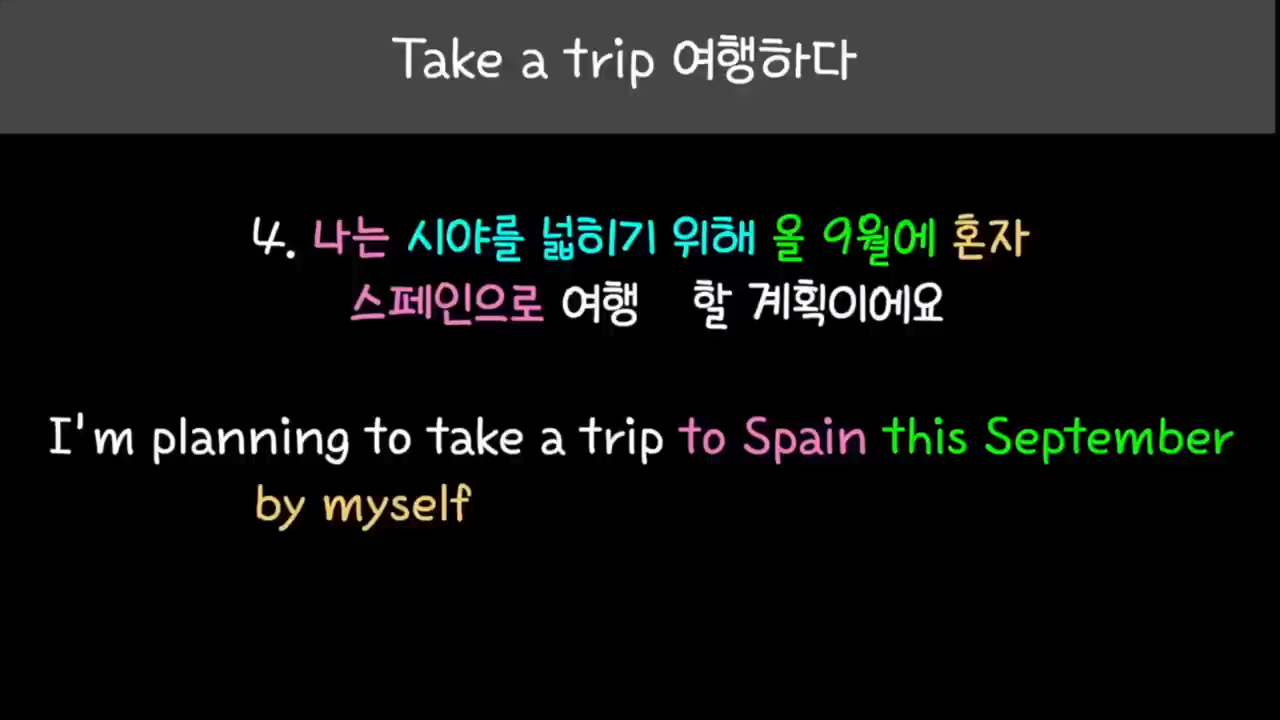 Take a trip 여행하다
4. 나는 시야를 넓히기 위해 올 9월에 혼자
스페인으로 여행 할 계획이에요
I'm planning to take a trip to Spain this September
by myself